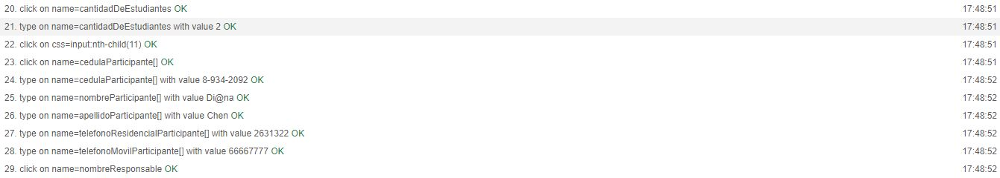 20. click on name=cantidadDeEstudiantes OK 17:48:51
21. type on name=cantidadDeEstudiantes with value 2 OK 17:48:51
22. click on css=input:nth-child(11) OK 17:48:51
23. click on name=cedulaParticipante[] OK 17:48:51
24. type on name=cedulaParticipante[] with value 8-934-2092 OK 17:48:52
25. type on name=nombreParticipante[] with value Di@na OK 17:48:52
26. type on name=apellidoParticipante[] with value Chen OK 17:48:52
27. type on name=telefonoResidencialParticipante[] with value 2631322 OK 17:48:52
28. type on name=telefonoMovilParticipante[] with value 66667777 OK 17:48:52
29. click on name=nombreResponsable OK 17:48:52